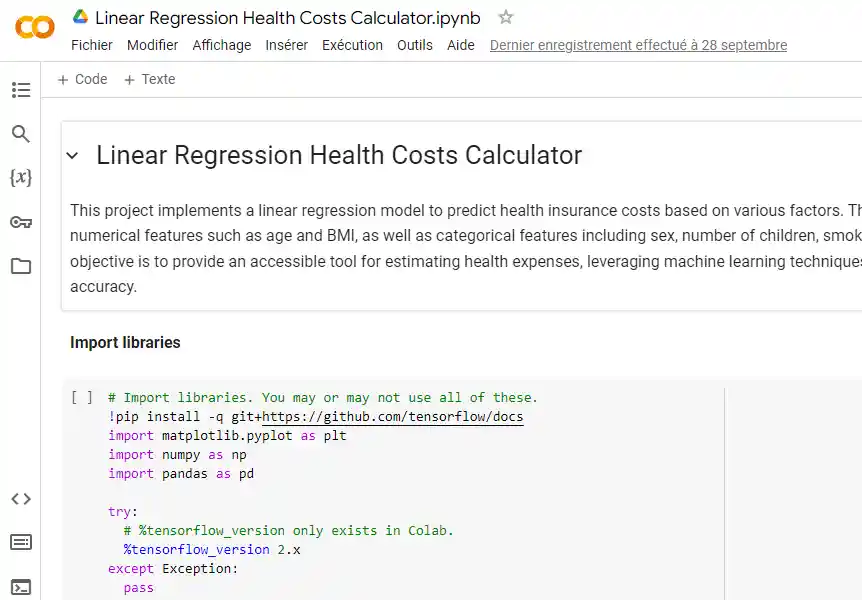 Linear Regression Health Costs Calculator.ipynb
Fichier Modifier Affichage Insérer Exécution Outils Aide Dernier enregistrement effectué à 28 septembre
+ Code + Texte
Linear Regression Health Costs Calculator
This project implements a linear regression model to predict health insurance costs based on various factors. Th
numerical features such as age and BMI, as well as categorical features including sex, number of children, smok
objective is to provide an accessible tool for estimating health expenses, leveraging machine learning techniques
accuracy.
Import libraries
[ ] # Import libraries. You may or may not use all of these.
!pip install -q git+https://github.com/tensorflow/docs
import matplotlib.pyplot as plt
import numpy as np
import pandas as pd
try:
# %tensorflow_version only exists in Colab.
%tensorflow_version 2.x
except Exception:
pass